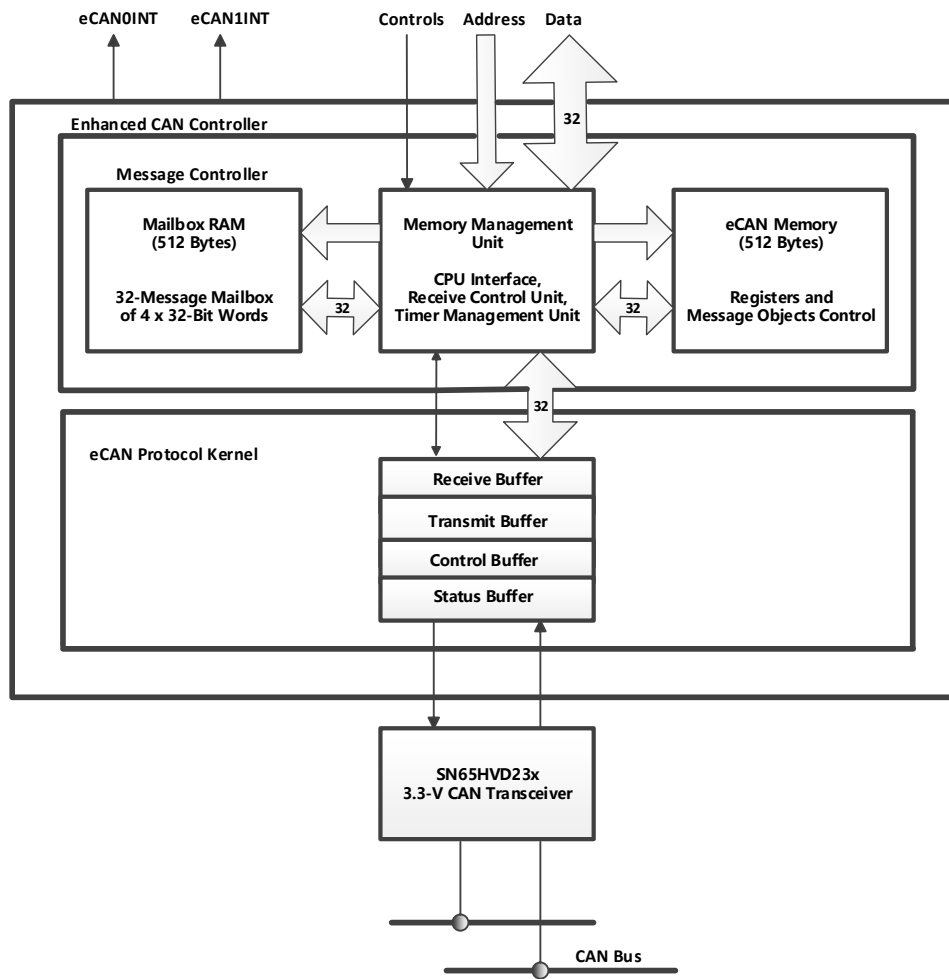 eCAN0INT eCAN1INT Controls Address Data
32
Enhanced CAN Controller
Message Controller
Mailbox RAM
(512 Bytes)
32-Message Mailbox
of 4 x 32-Bit Words
32
Memory Management
Unit
CPU Interface,
Receive Control Unit,
Timer Management Unit
32
eCAN Memory
(512 Bytes)
Registers and
Message Objects Control
32
eCAN Protocol Kernel
Receive Buffer
Transmit Buffer
Control Buffer
Status Buffer
SN65HVD23x
3.3-V CAN Transceiver
CAN Bus